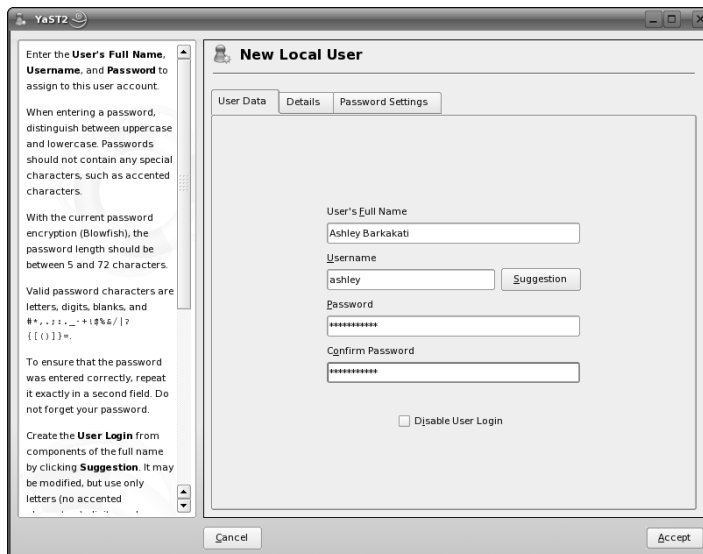 YaST2
Enter the User's Full Name,
Username, and Password to
assign to this user account.
When entering a password,
distinguish between uppercase
and lowercase. Passwords
should not contain any special
characters, such as accented
characters.
With the current password
encryption (Blowfish), the
password length should be
between 5 and 72 characters.
Valid password characters are
letters, digits, blanks, and
{[()]}=.
To ensure that the password
was entered correctly, repeat
it exactly in a second field. Do
not forget your password.
Create the User Login from
components of the full name
by clicking Suggestion. It may
be modified, but use only
letters (no accented
New Local User
User Data
Details
Password Settings
User's Full Name
Ashley Barkakati
Username
ashley
Suggestion
Password
***********
Confirm Password
***********
Disable User Login
Cancel
Accept